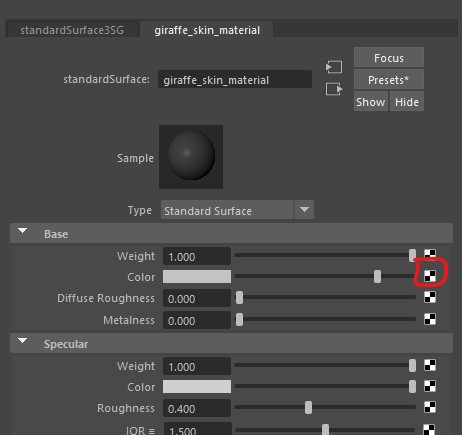 standardSurface3SG giraffe_skin_material
Focus
standardSurface: giraffe_skin_material Presets*
Show Hide
Sample
Type Standard Surface
Base
Weight 1.000
Color
Diffuse Roughness 0.000
Metalness 0.000
Specular
Weight 1.000
Color
Roughness 0.400
IOR ≡ 1.500